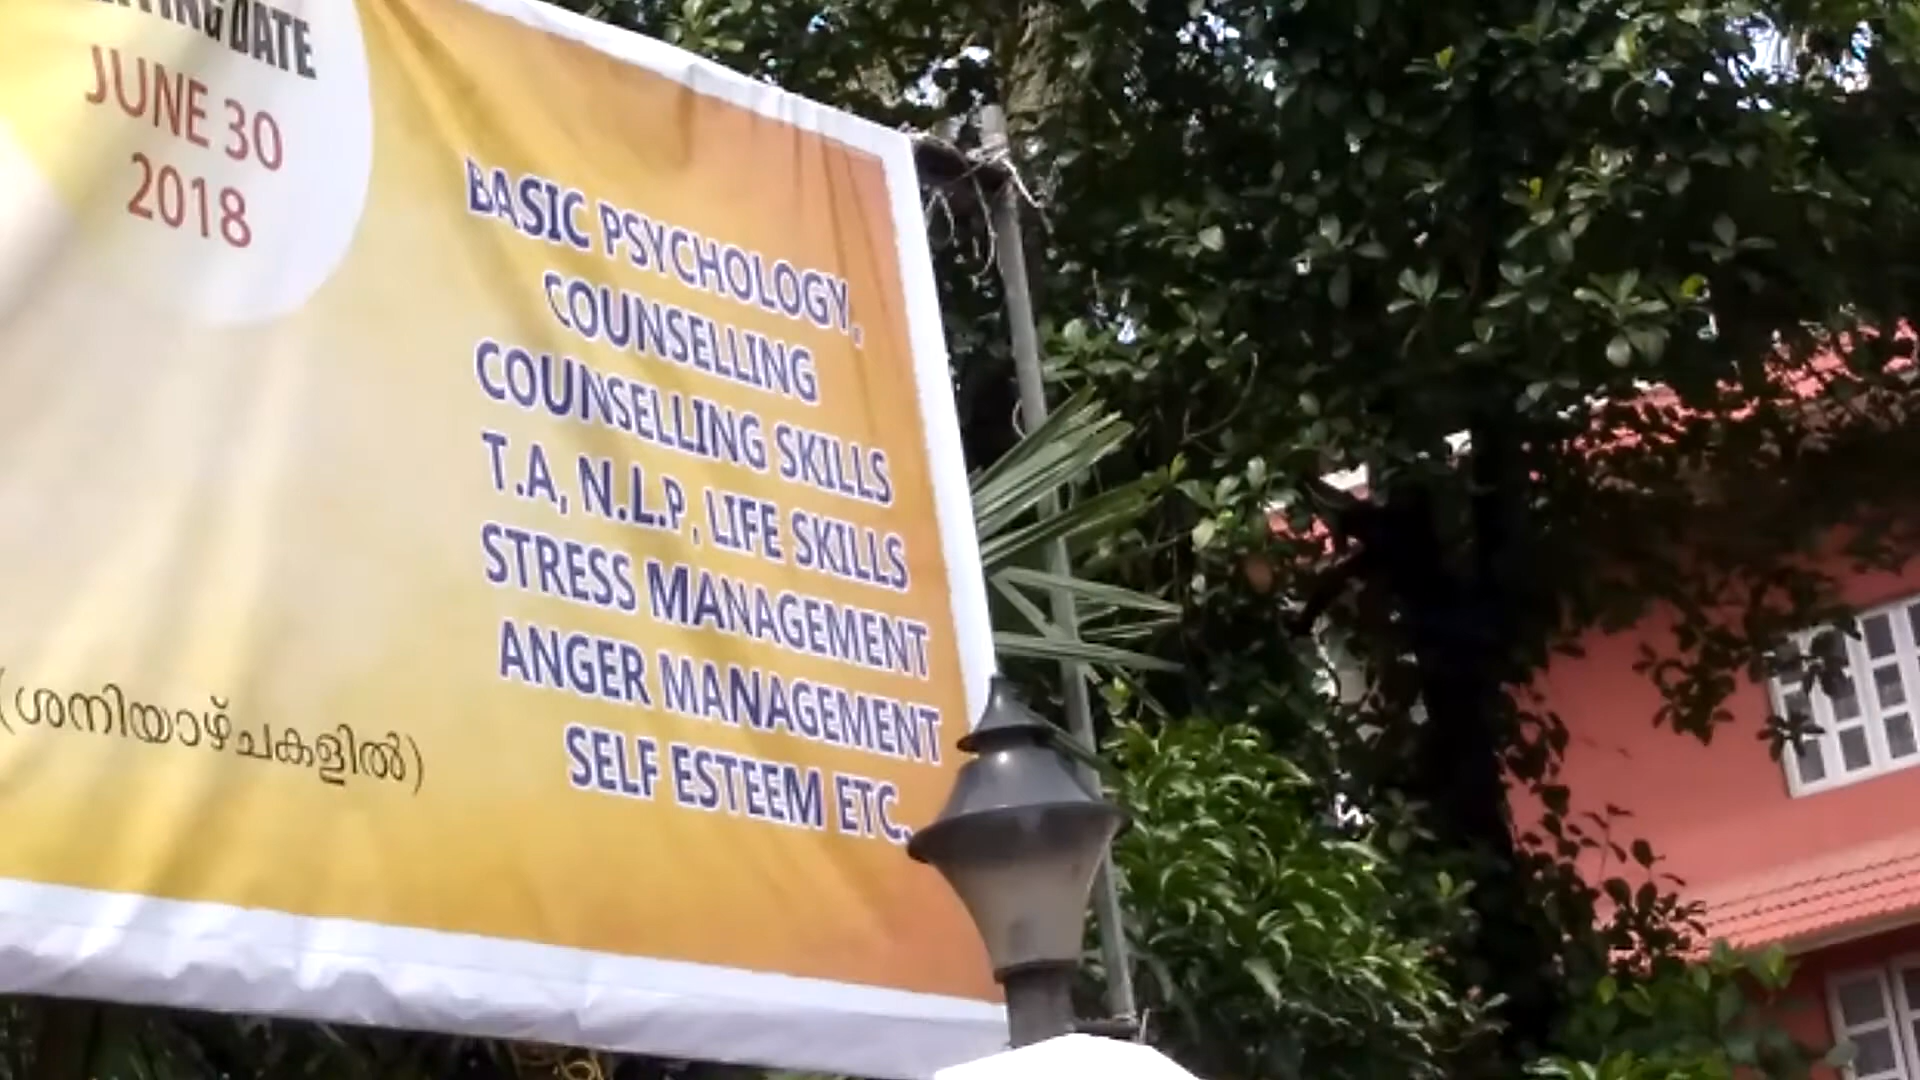 DATE
JUNE 30
2018
BASIC PSYCHOLOGY,
COUNSELLING
COUNSELLING SKILLS
T.A, N.L.P, LIFE SKILLS
STRESS MANAGEMENT
ANGER MANAGEMENT
SELF ESTEEM ETC.
(ശനിയാഴ്ചകളിൽ)